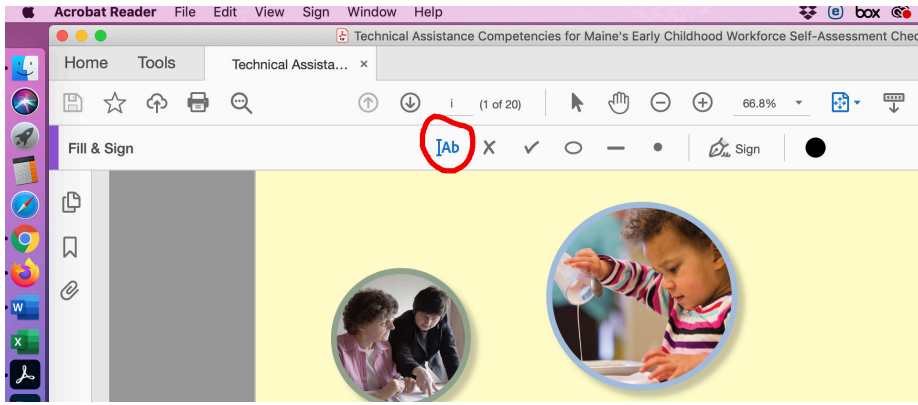 Acrobat Reader File Edit View Sign Window Help e box
Technical Assistance Competencies for Maine's Early Childhood Workforce Self-Assessment Chec
Home Tools Technical Assista... ×
i (1 of 20) 66.8%
Fill & Sign Ab Sign
W
X